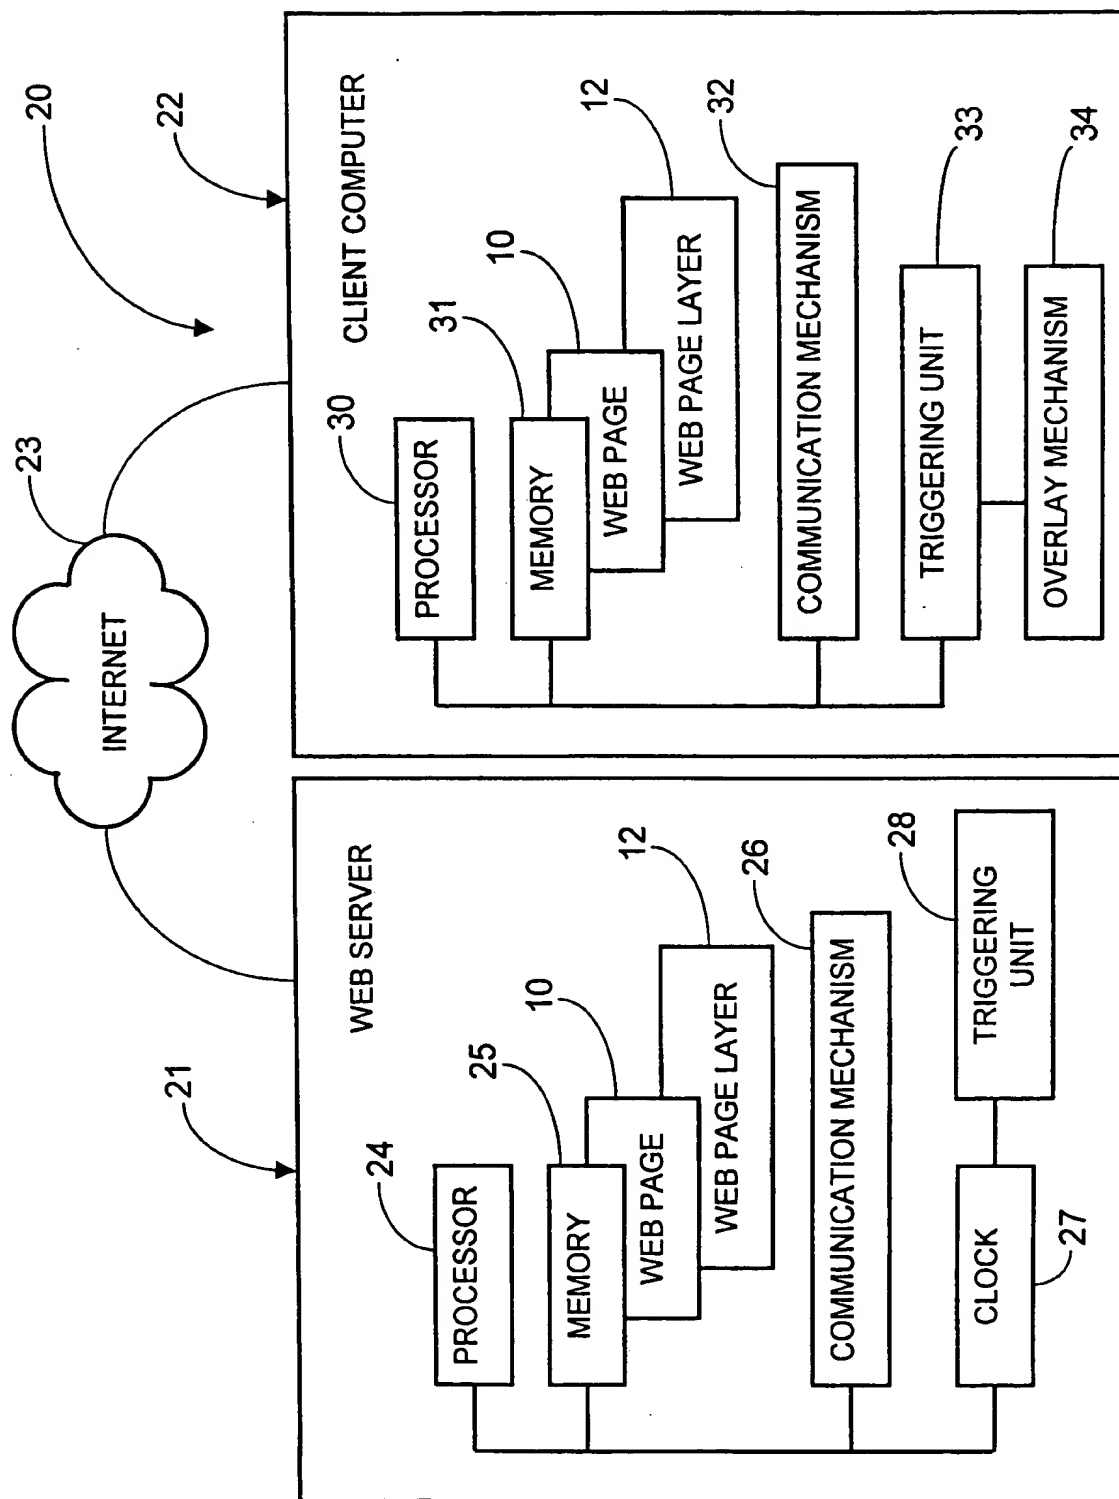 20
23
INTERNET
21
22
WEB SERVER
24
PROCESSOR
25
MEMORY
10
WEB PAGE
12
WEB PAGE LAYER
26
COMMUNICATION MECHANISM
27
CLOCK
28
TRIGGERING
UNIT
CLIENT COMPUTER
30
PROCESSOR
31
MEMORY
10
WEB PAGE
12
WEB PAGE LAYER
32
COMMUNICATION MECHANISM
33
TRIGGERING UNIT
34
OVERLAY MECHANISM